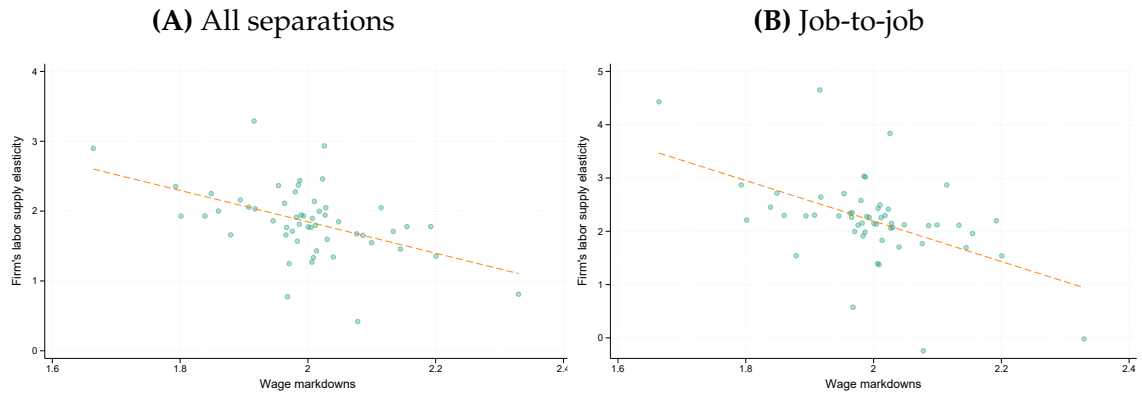 (A) All separations
Firm's labor supply elasticity
4
3
2
1
0
1.6 1.8 2.0 2.2 2.4
Wage markdowns
(B) Job-to-job
Firm's labor supply elasticity
5
4
3
2
1
0
1.6 1.8 2.0 2.2 2.4
Wage markdowns